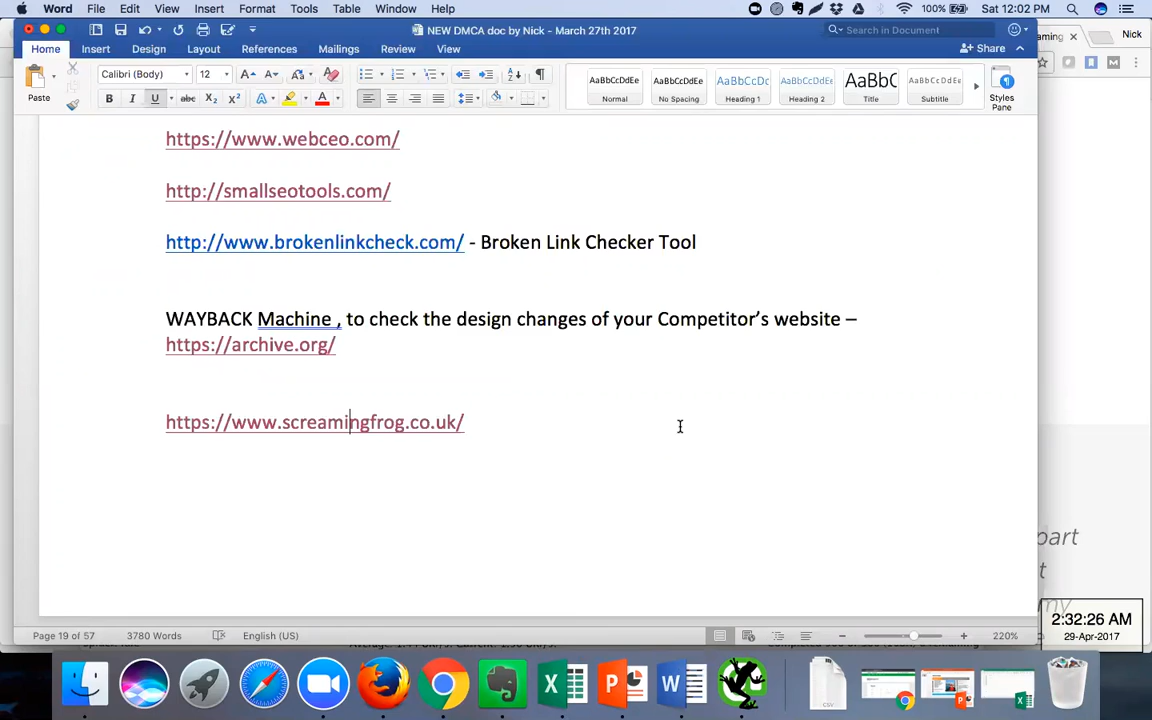 Word File Edit View Insert Format Tools Table Window Help 100% Sat 12:02 PM
NEW DMCA doc by Nick - March 27th 2017 Search in Document
Nick
Home Insert Design Layout References Mailings Review View Share
Paste Calibri (Body) 12
AaBbCcDdEe AaBbCcDdEe AaBbCcDc AaBbCcDdEe AaBbC AaBbCcDdEe
Normal No Spacing Heading 1 Heading 2 Title Subtitle Styles Pane
https://www.webceo.com/
http://smallseotools.com/
http://www.brokenlinkcheck.com/ - Broken Link Checker Tool
WAYBACK Machine , to check the design changes of your Competitor's website –
https://archive.org/
https://www.screamingfrog.co.uk/
part
t
my
2:32:26 AM
29-Apr-2017
Page 19 of 57 3780 Words English (US) 220%